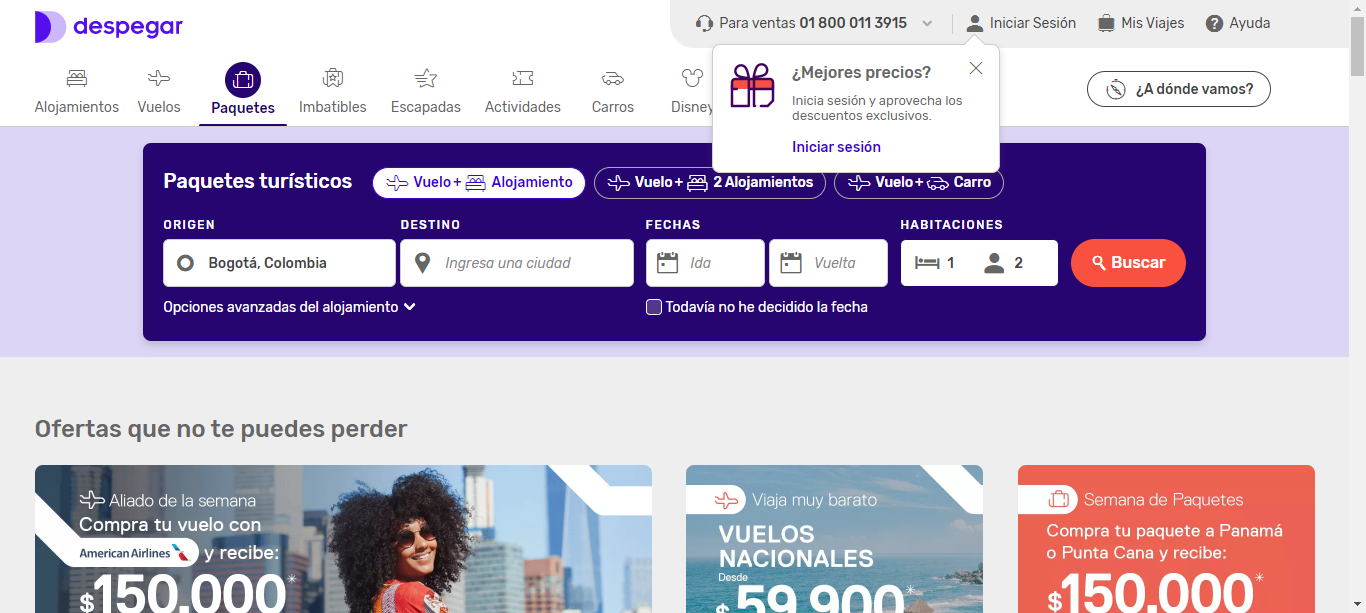 despegar
Para ventas 01 800 011 3915
Iniciar Sesión
Mis Viajes
Ayuda
Alojamientos
Vuelos
Paquetes
Imbatibles
Escapadas
Actividades
Carros
Disney
¿A dónde vamos?
¿Mejores precios?
Inicia sesión y aprovecha los
descuentos exclusivos.
Iniciar sesión
Paquetes turísticos
Vuelo + Alojamiento
Vuelo + 2 Alojamientos
Vuelo + Carro
ORIGEN
DESTINO
FECHAS
HABITACIONES
Bogotá, Colombia
Ingresa una ciudad
Ida
Vuelta
1
2
Buscar
Opciones avanzadas del alojamiento
Todavía no he decidido la fecha
Ofertas que no te puedes perder
Aliado de la semana
Compra tu vuelo con
American Airlines y recibe:
$150.000*
Viaja muy barato
VUELOS
NACIONALES
Desde
$59.900*
Semana de Paquetes
Compra tu paquete a Panamá
o Punta Cana y recibe:
$150.000*